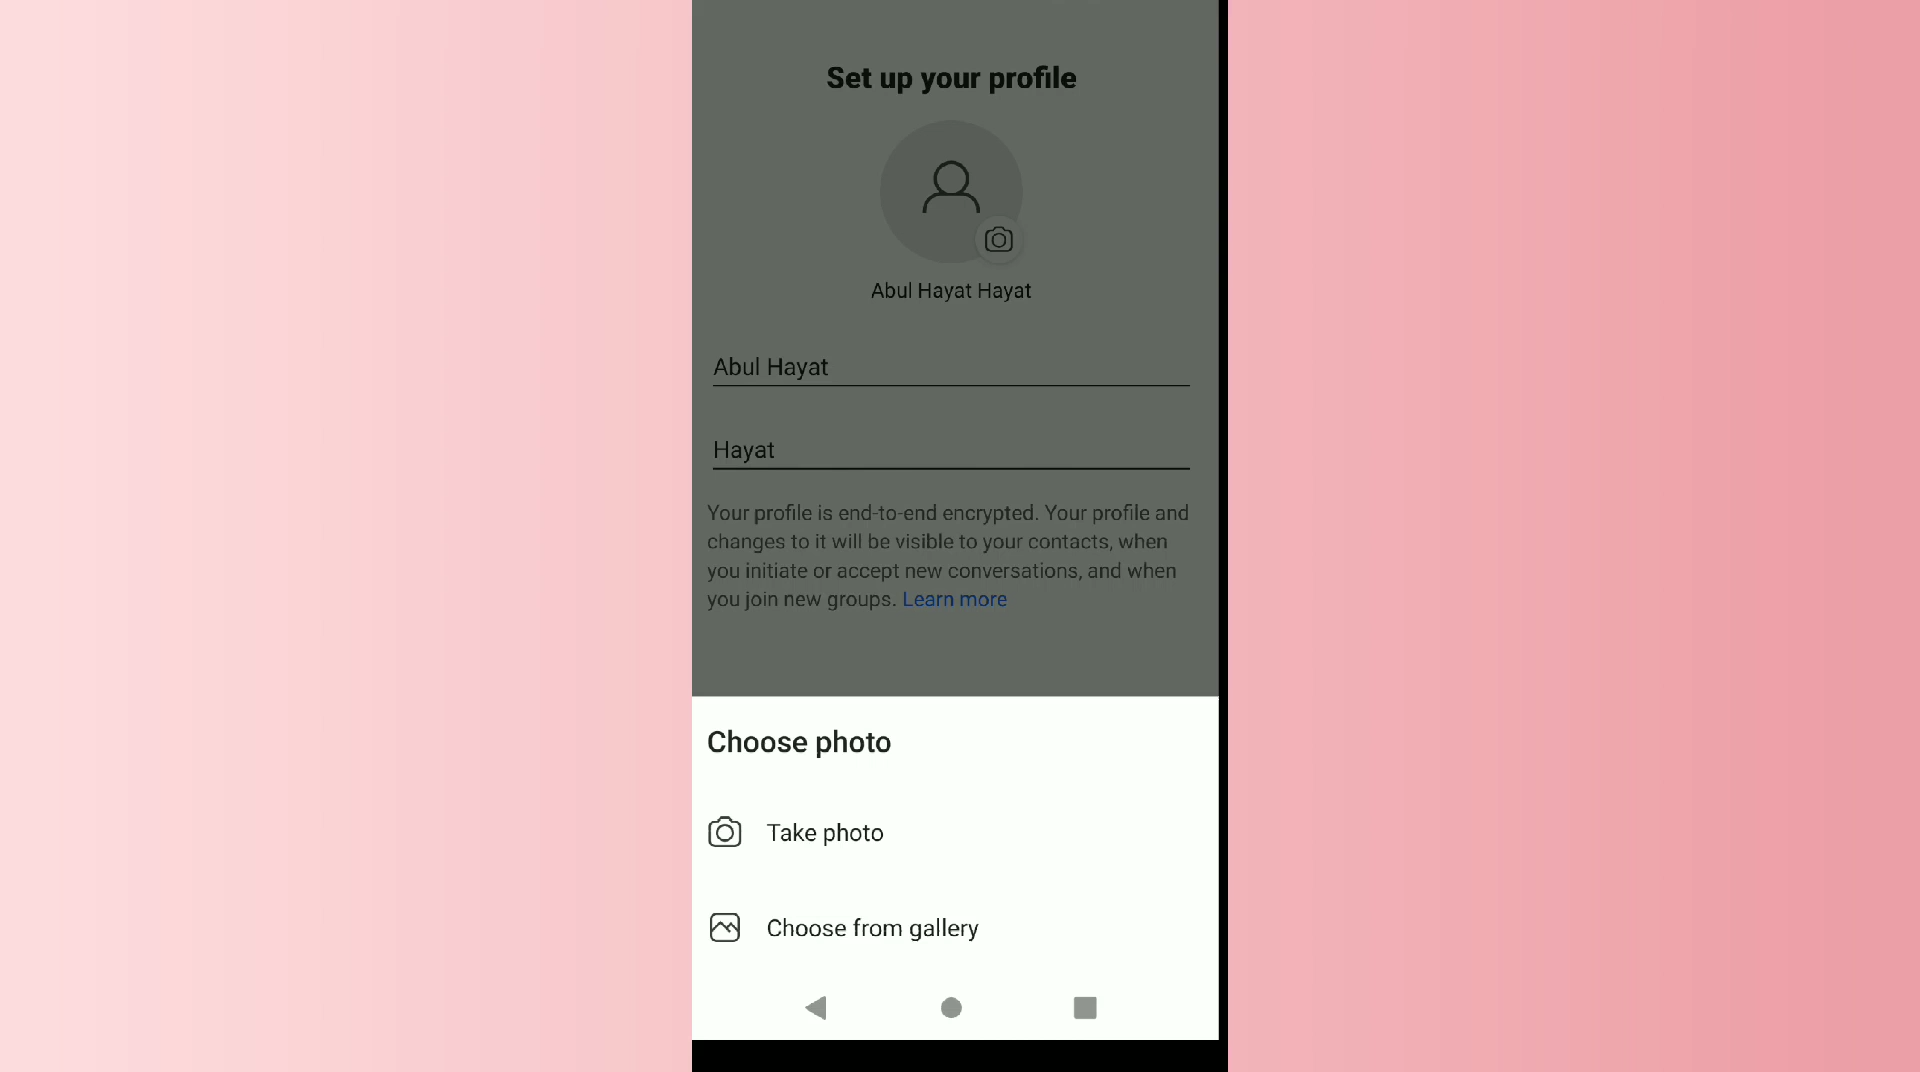 Set up your profile
Abul Hayat Hayat
Abul Hayat
Hayat
Your profile is end-to-end encrypted. Your profile and
changes to it will be visible to your contacts, when
you initiate or accept new conversations, and when
you join new groups. Learn more
Choose photo
Take photo
Choose from gallery